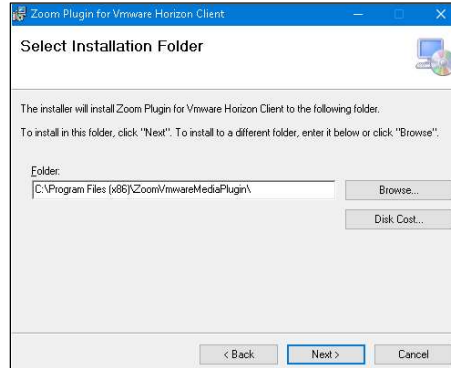 Zoom Plugin for Vmware Horizon Client
Select Installation Folder
The installer will install Zoom Plugin for Vmware Horizon Client to the following folder.
To install in this folder, click "Next". To install to a different folder, enter it below or click "Browse".
Folder:
C:\Program Files (x86)\ZoomVmwareMediaPlugin\
Browse...
Disk Cost...
< Back
Next >
Cancel